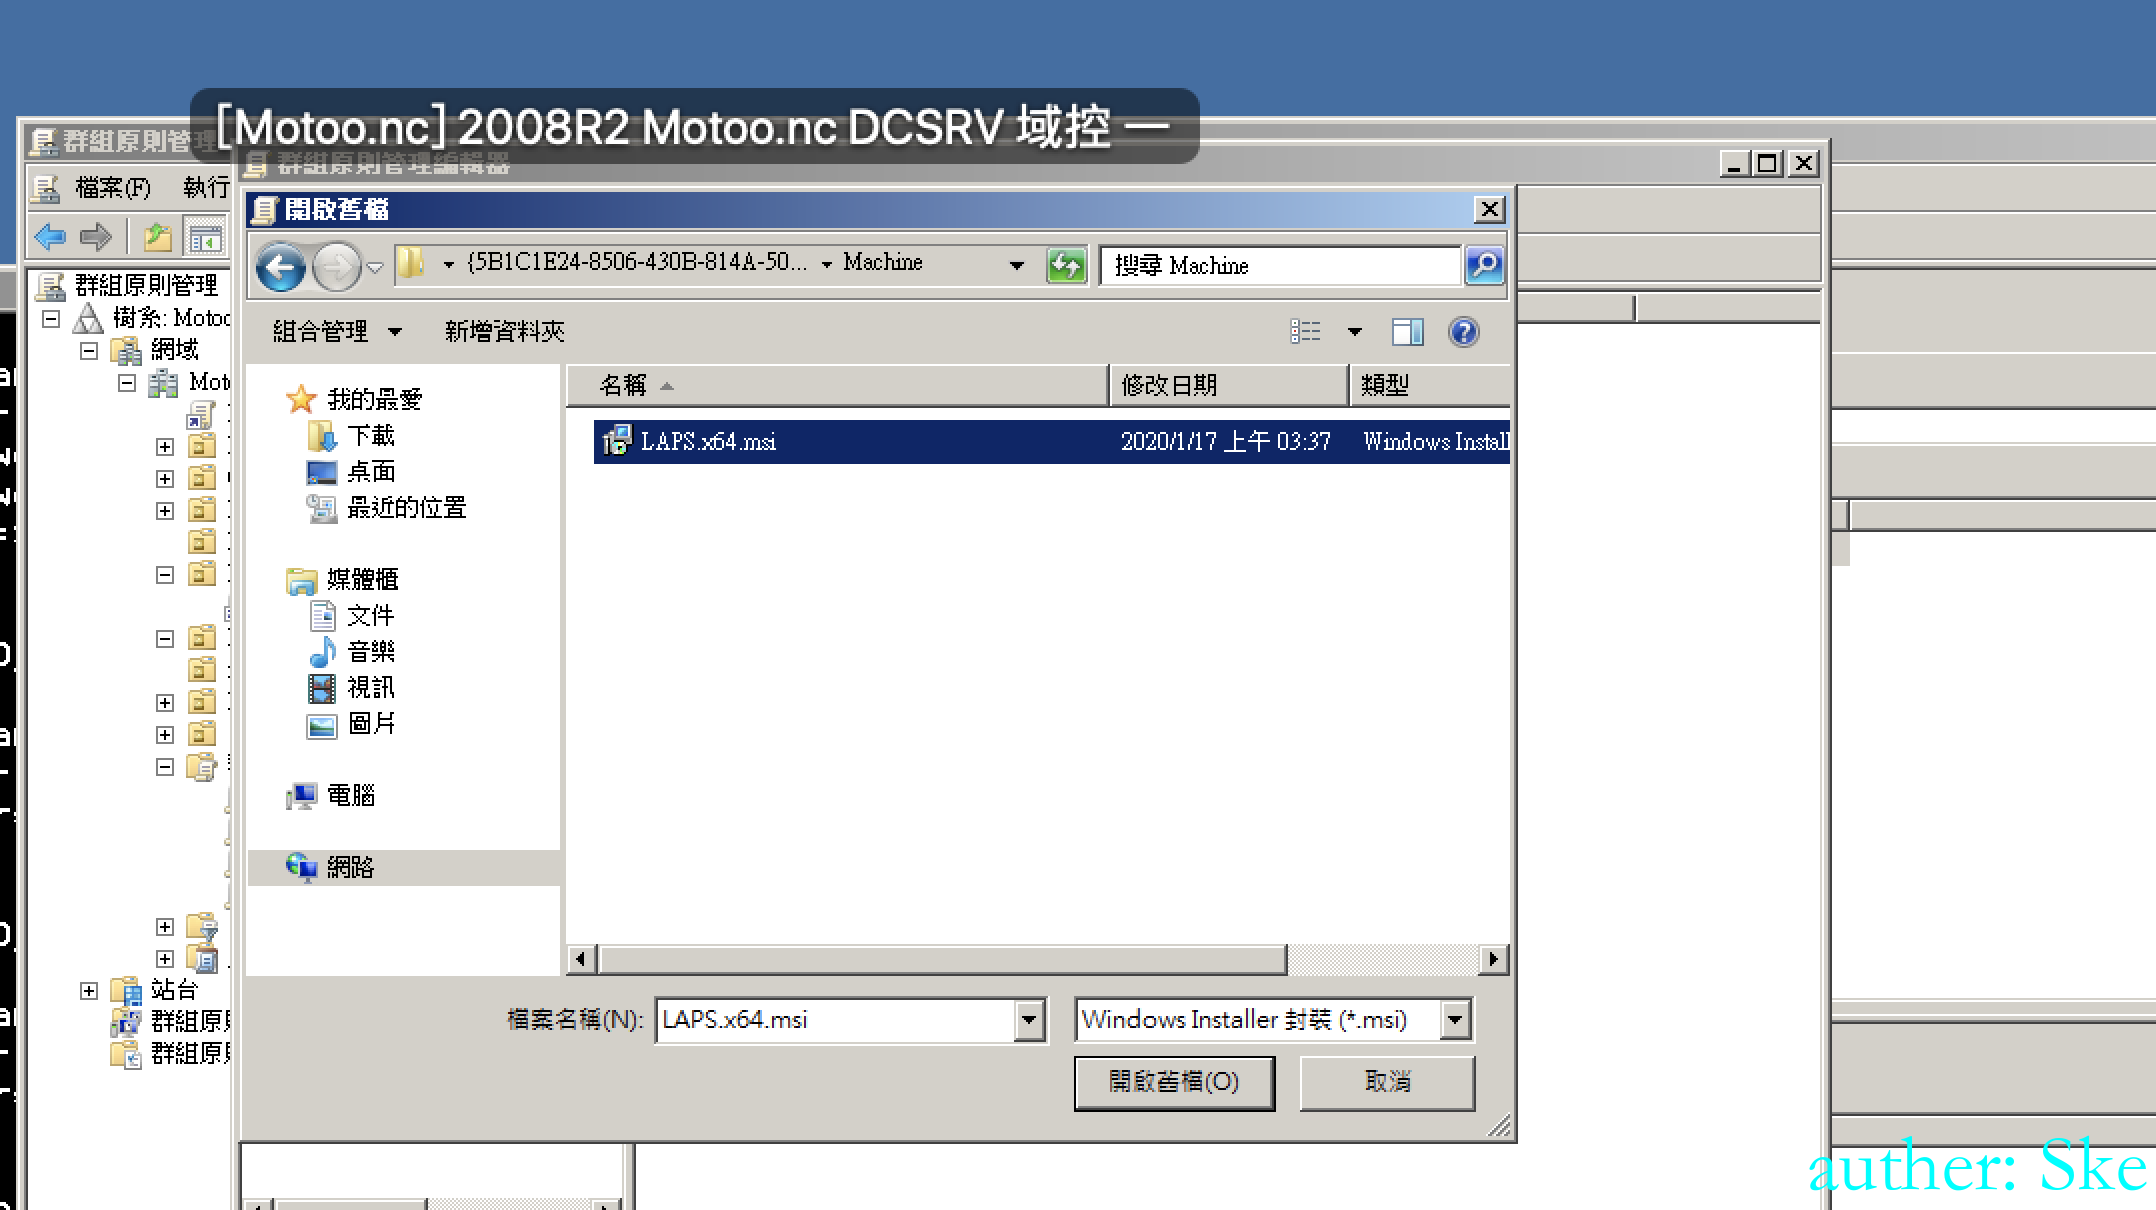 [Motoo.nc] 2008R2 Motoo.nc DCSRV 域控 一
群組原則管理
群組原則管理編輯器
檔案(F) 執行
群組原則管理
樹系: Motoo
網域
Mot
站台
群組原則
群組原則
開啟舊檔
{5B1C1E24-8506-430B-814A-50... Machine
搜尋 Machine
組合管理 新增資料夾
我的最愛
下載
桌面
最近的位置
媒體櫃
文件
音樂
視訊
圖片
電腦
網路
名稱 修改日期 類型
LAPS.x64.msi 2020/1/17 上午 03:37 Windows Install
檔案名稱(N): LAPS.x64.msi Windows Installer 封裝 (*.msi)
開啟舊檔(O) 取消
auther: Ske